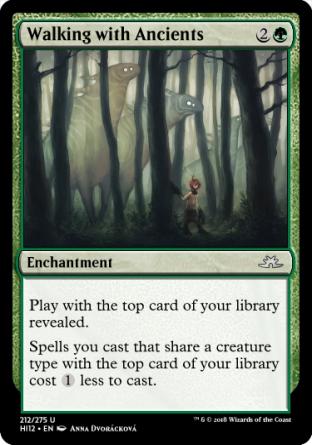 Walking with Ancients 2
Enchantment
Play with the top card of your library
revealed.
Spells you cast that share a creature
type with the top card of your library
cost 1 less to cast.
212/275 U
HI12 • EN Anna Dvorácková
™ & © 2018 Wizards of the Coast